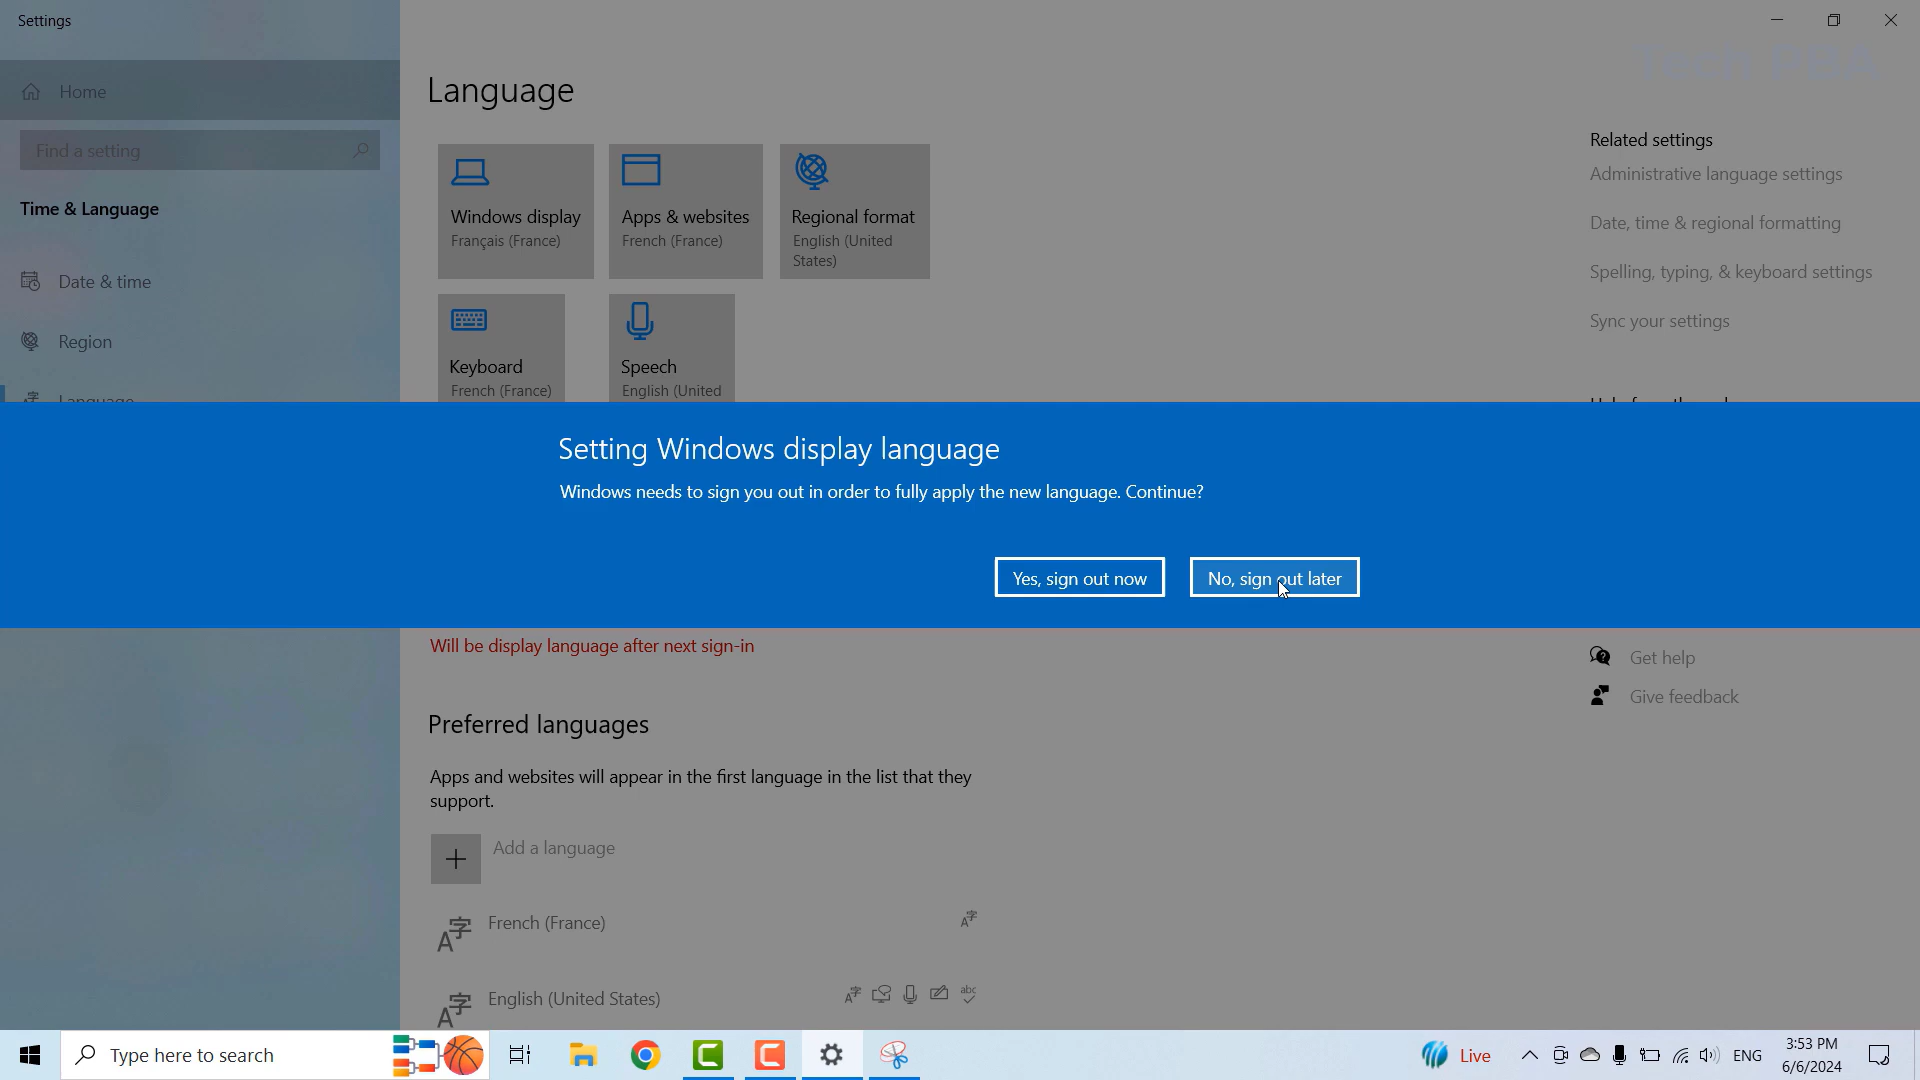 Settings
Tech PBA
Home
Find a setting
Time & Language
Date & time
Region
Language
Language
Windows display
Français (France)
Apps & websites
French (France)
Regional format
English (United
States)
Keyboard
French (France)
Speech
English (United
Related settings
Administrative language settings
Date, time & regional formatting
Spelling, typing, & keyboard settings
Sync your settings
Setting Windows display language
Windows needs to sign you out in order to fully apply the new language. Continue?
Yes, sign out now
No, sign out later
Will be display language after next sign-in
Get help
Give feedback
Preferred languages
Apps and websites will appear in the first language in the list that they
support.
Add a language
French (France)
English (United States)
Type here to search
Live
ENG
3:53 PM
6/6/2024